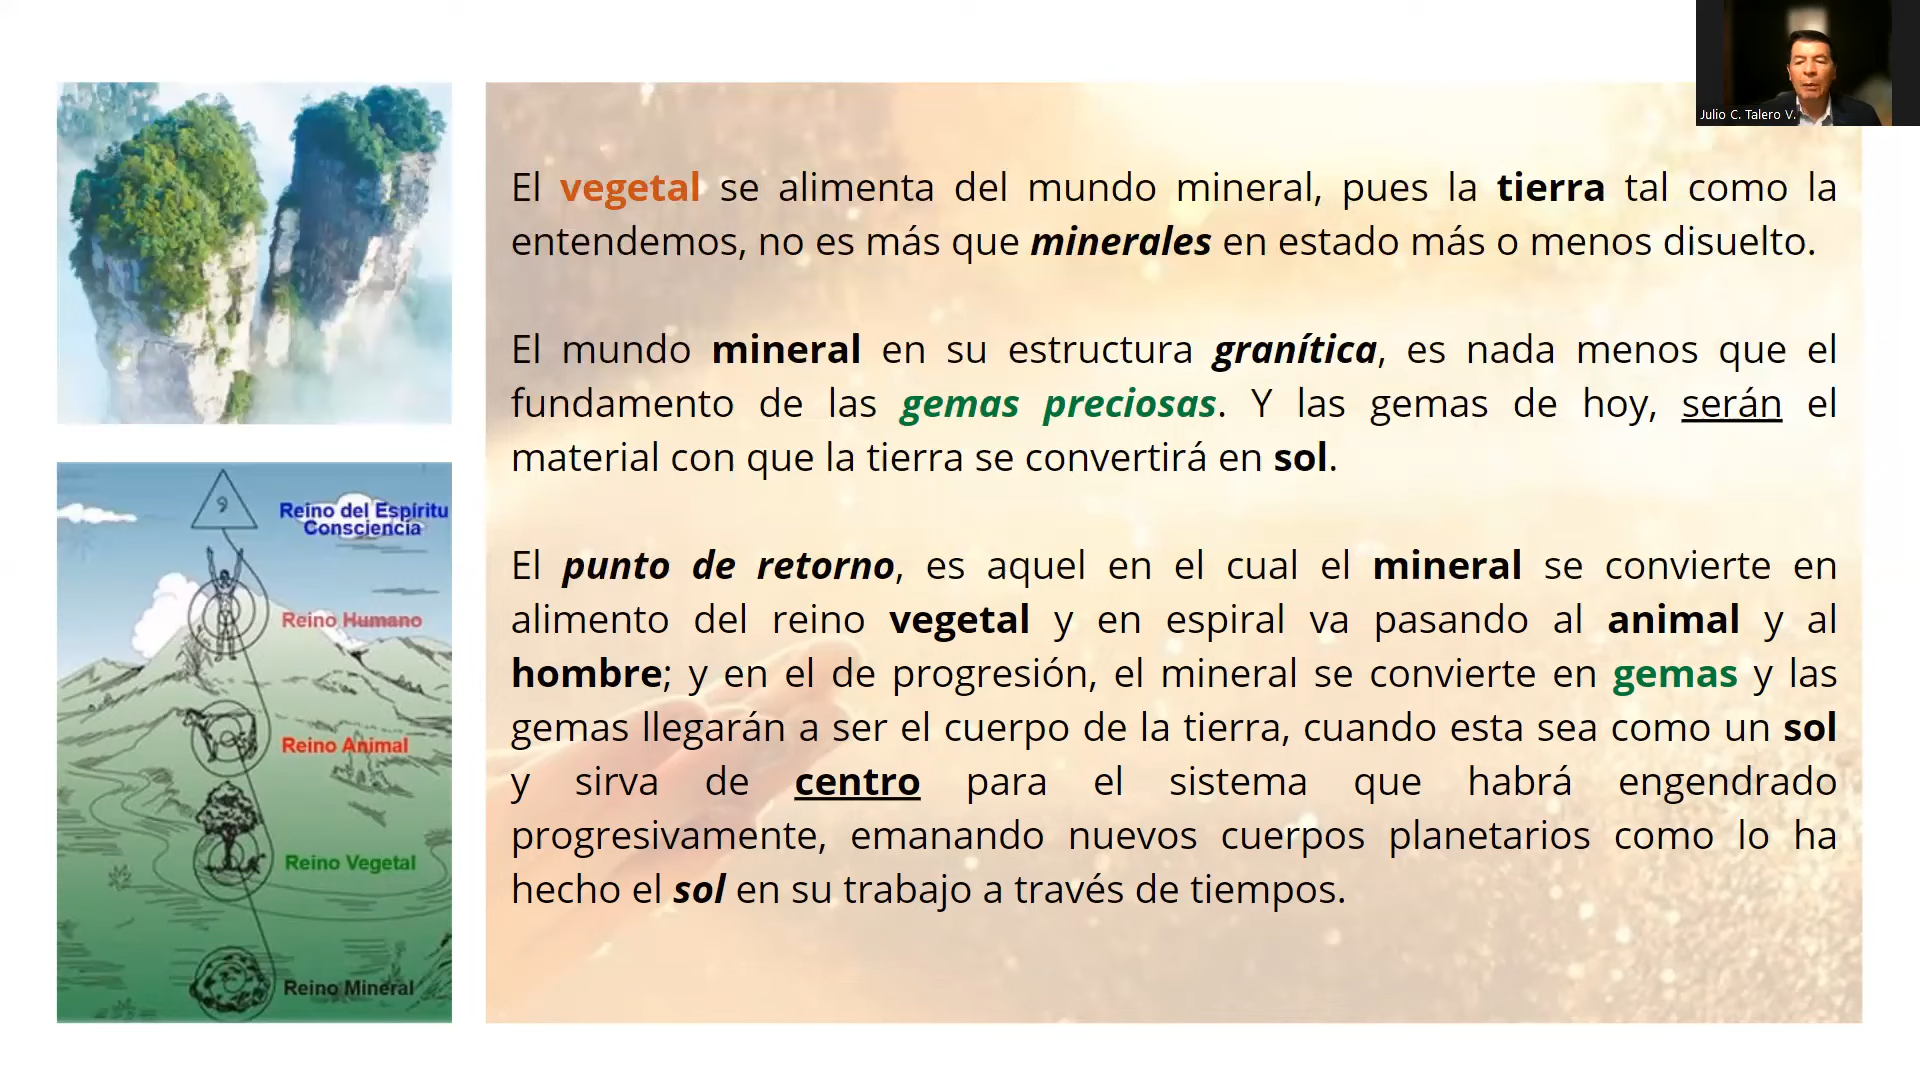 Julio C. Talero V.
El vegetal se alimenta del mundo mineral, pues la tierra tal como la
entendemos, no es más que minerales en estado más o menos disuelto.
El mundo mineral en su estructura granítica, es nada menos que el
fundamento de las gemas preciosas. Y las gemas de hoy, serán el
material con que la tierra se convertirá en sol.
El punto de retorno, es aquel en el cual el mineral se convierte en
alimento del reino vegetal y en espiral va pasando al animal y al
hombre; y en el de progresión, el mineral se convierte en gemas y las
gemas llegarán a ser el cuerpo de la tierra, cuando esta sea como un sol
y sirva de centro para el sistema que habrá engendrado
progresivamente, emanando nuevos cuerpos planetarios como lo ha
hecho el sol en su trabajo a través de tiempos.
Reino del Espíritu
Consciencia
Reino Humano
Reino Animal
Reino Vegetal
Reino Mineral